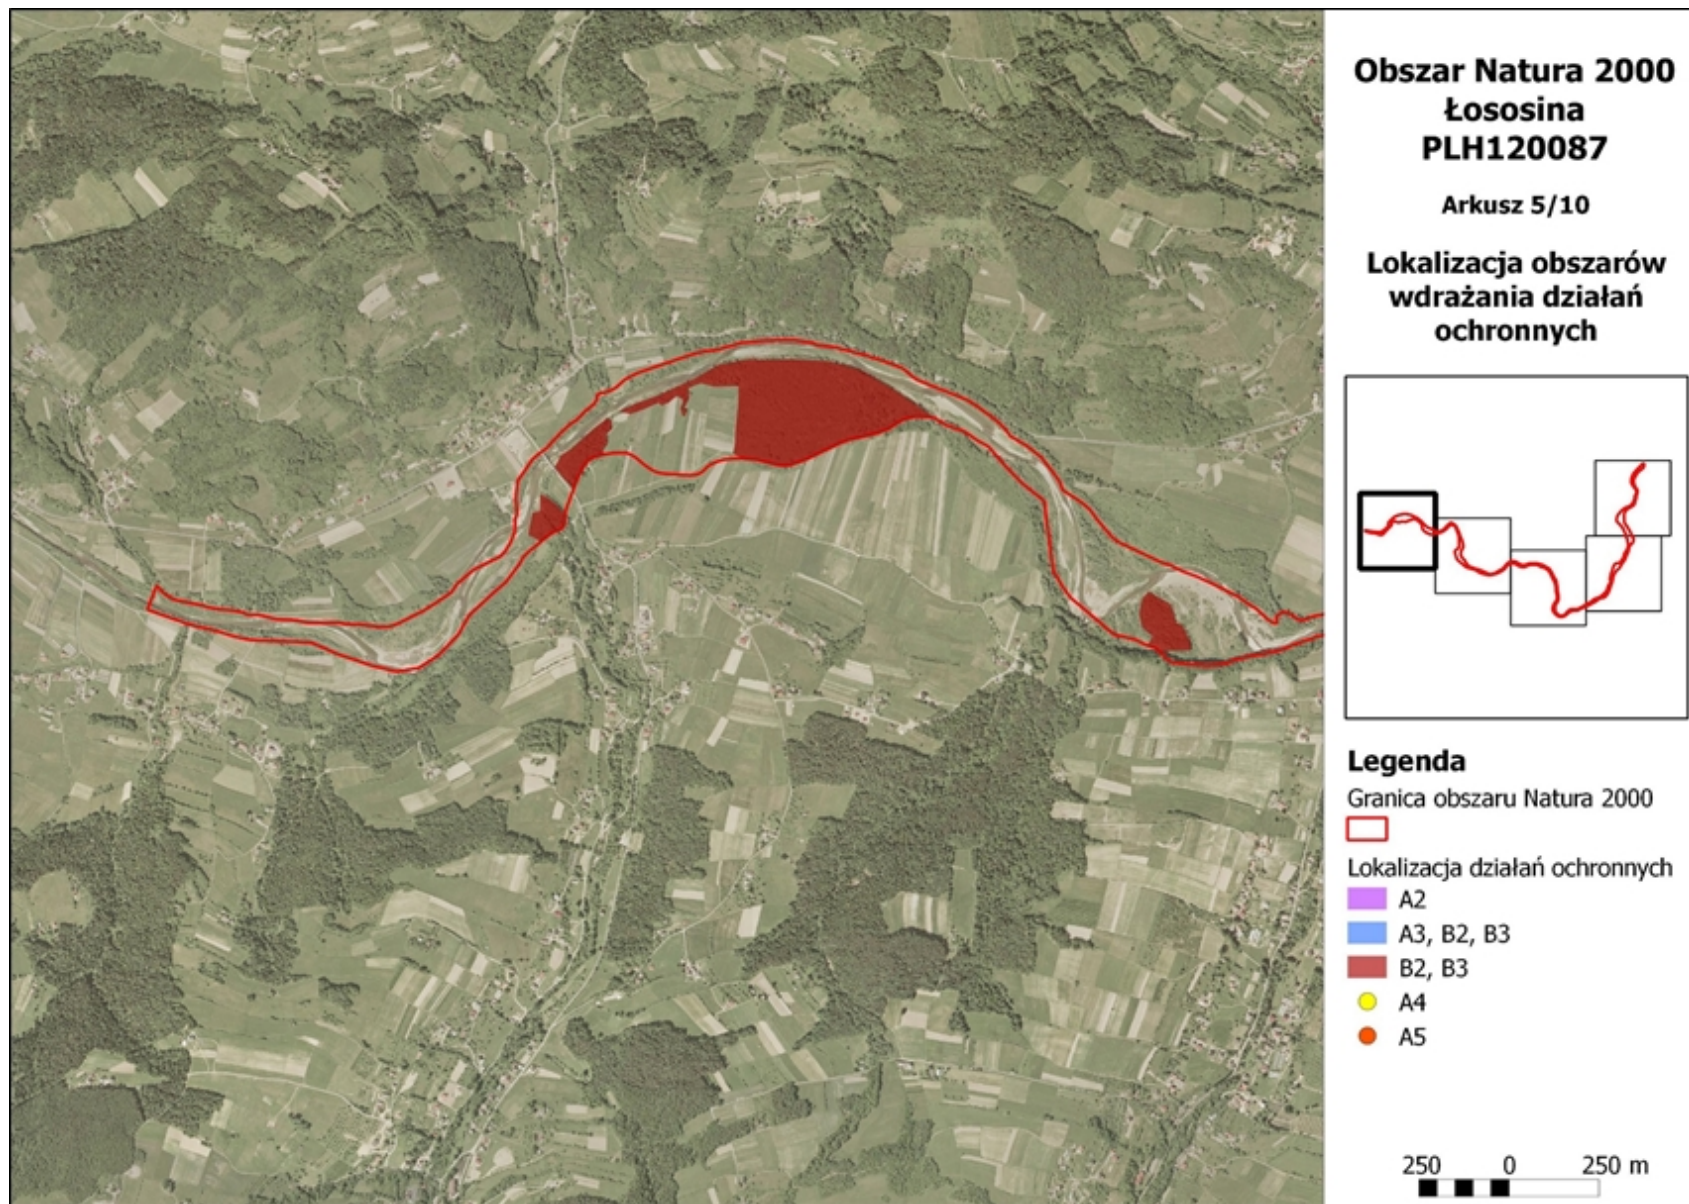 Obszar Natura 2000
Łososina
PLH120087
Arkusz 5/10
Lokalizacja obszarów
wdrażania działań
ochronnych
Legenda
Granica obszaru Natura 2000
Lokalizacja działań ochronnych
A2
A3, B2, B3
B2, B3
A4
A5
250 0 250 m